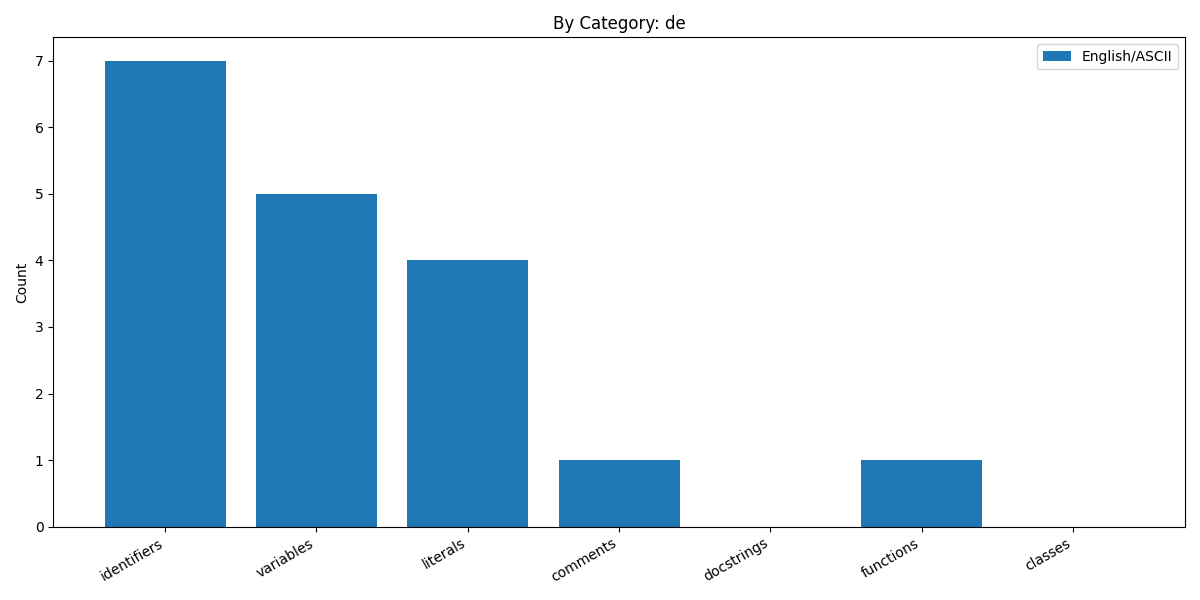 By Category: de
English/ASCII
Count
7
6
5
4
3
2
1
0
identifiers
variables
literals
comments
docstrings
functions
classes